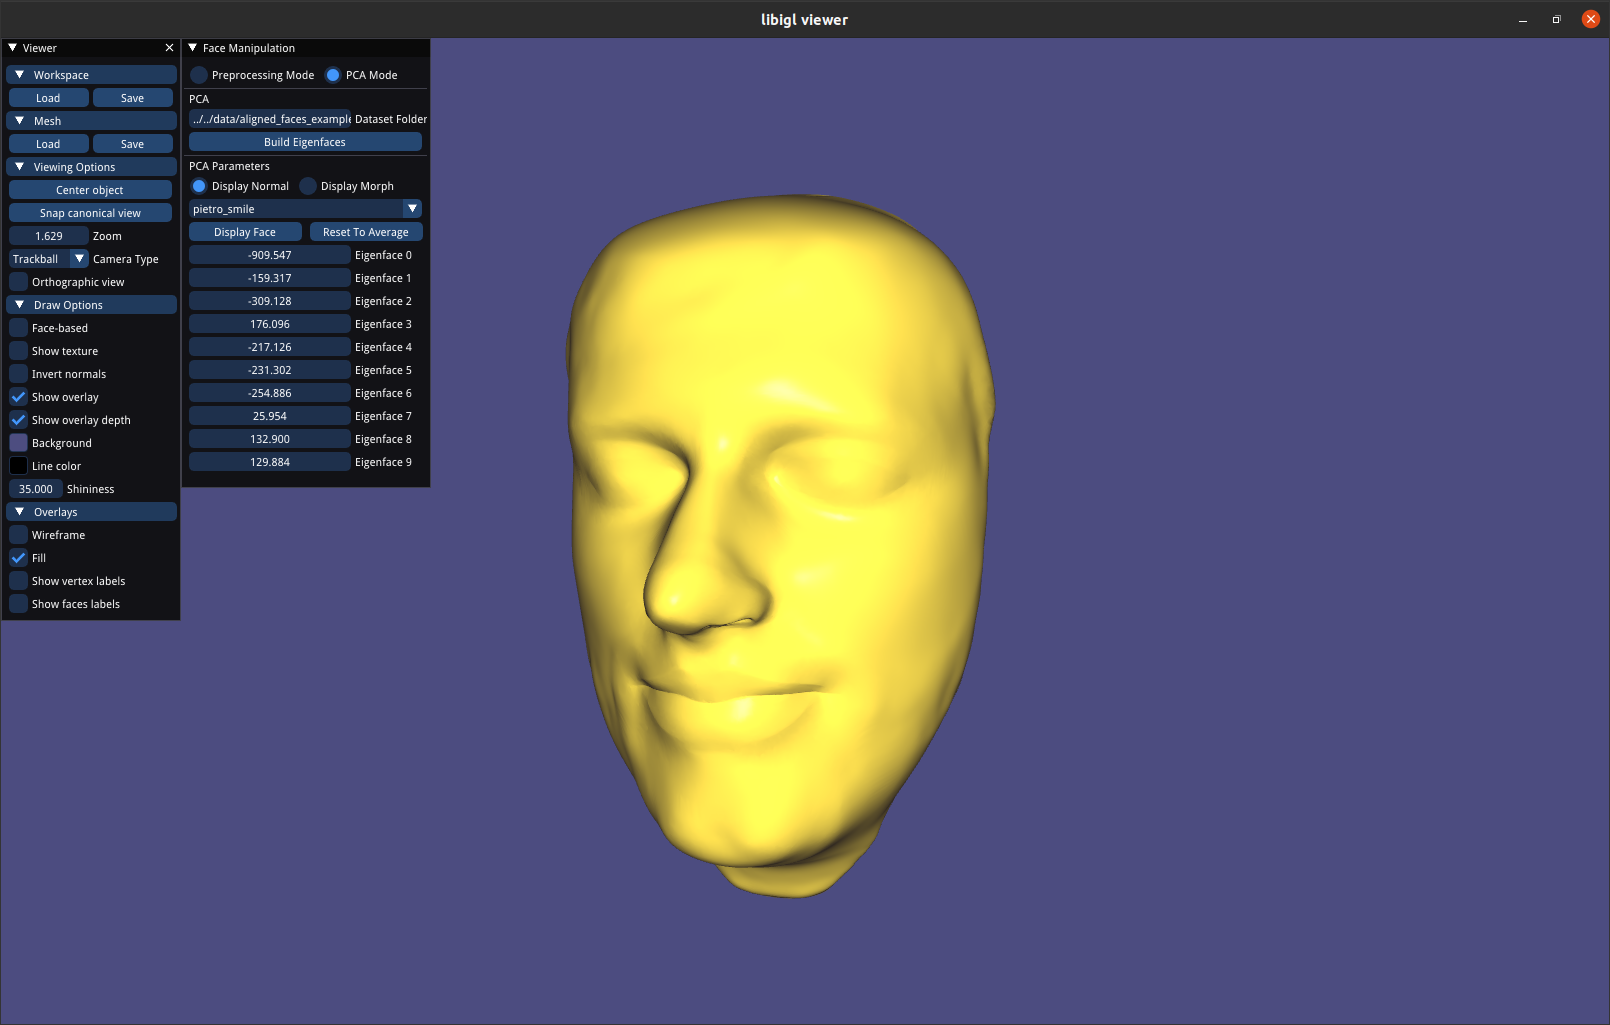 libigl viewer
Viewer
Workspace
Load Save
Mesh
Load Save
Viewing Options
Center object
Snap canonical view
1.629 Zoom
Trackball Camera Type
Orthographic view
Draw Options
Face-based
Show texture
Invert normals
Show overlay
Show overlay depth
Background
Line color
35.000 Shininess
Overlays
Wireframe
Fill
Show vertex labels
Show faces labels
Face Manipulation
Preprocessing Mode PCA Mode
PCA
../../data/aligned_faces_example Dataset Folder
Build Eigenfaces
PCA Parameters
Display Normal Display Morph
pietro_smile
Display Face Reset To Average
-909.547 Eigenface 0
-159.317 Eigenface 1
-309.128 Eigenface 2
176.096 Eigenface 3
-217.126 Eigenface 4
-231.302 Eigenface 5
-254.886 Eigenface 6
25.954 Eigenface 7
132.900 Eigenface 8
129.884 Eigenface 9